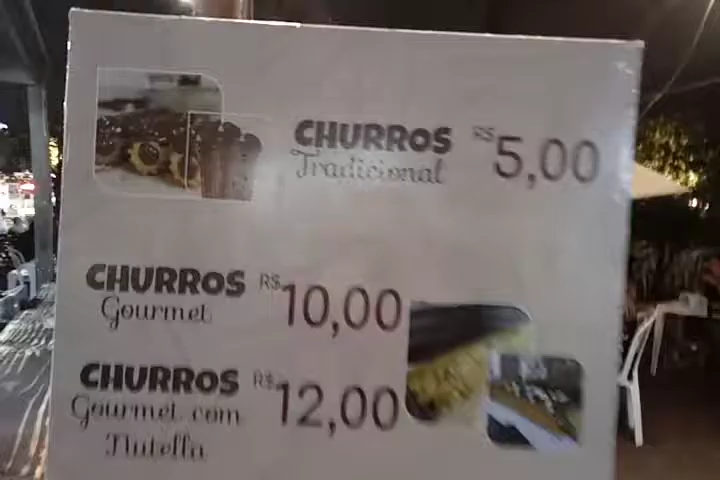 CHURROS R$ 5,00
Tradicional
CHURROS R$ 10,00
Gourmet
CHURROS R$ 12,00
Gourmet com
Nutella